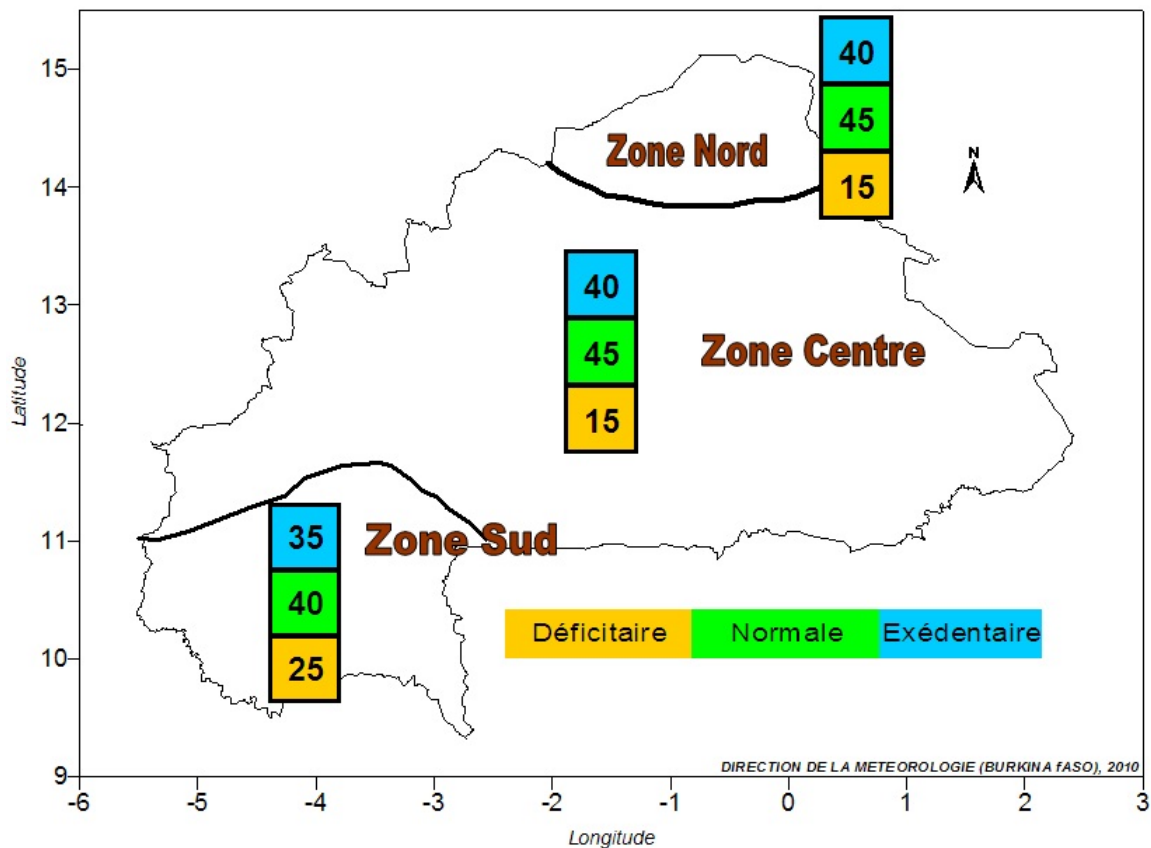 40
45
15
Zone Nord
N
40
45
15
Zone Centre
35
40
25
Zone Sud
Déficitaire Normale Exédentaire
DIRECTION DE LA METEOROLOGIE (BURKINA fASO), 2010
15
14
13
12
11
10
9
Latitude
-6 -5 -4 -3 -2 -1 0 1 2 3
Longitude